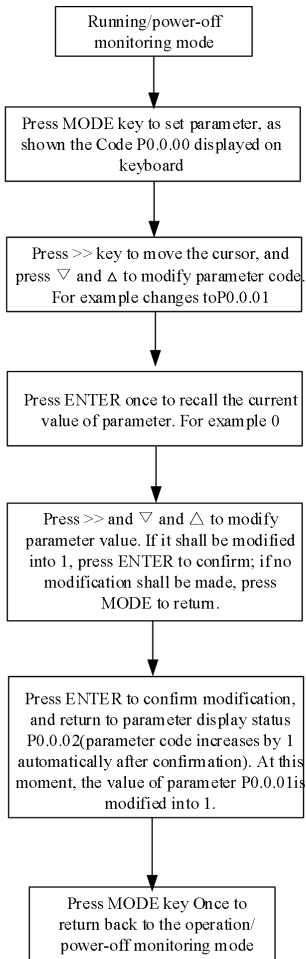 Running/power-off
monitoring mode
Press MODE key to set parameter, as
shown the Code P0.0.00 displayed on
keyboard
Press >> key to move the cursor, and
press ▽ and △ to modify parameter code.
For example changes toP0.0.01
Press ENTER once to recall the current
value of parameter. For example 0
Press >> and ▽ and △ to modify
parameter value. If it shall be modified
into 1, press ENTER to confirm; if no
modification shall be made, press
MODE to return.
Press ENTER to confirm modification,
and return to parameter display status
P0.0.02(parameter code increases by 1
automatically after confirmation). At this
moment, the value of parameter P0.0.01is
modified into 1.
Press MODE key Once to
return back to the operation/
power-off monitoring mode